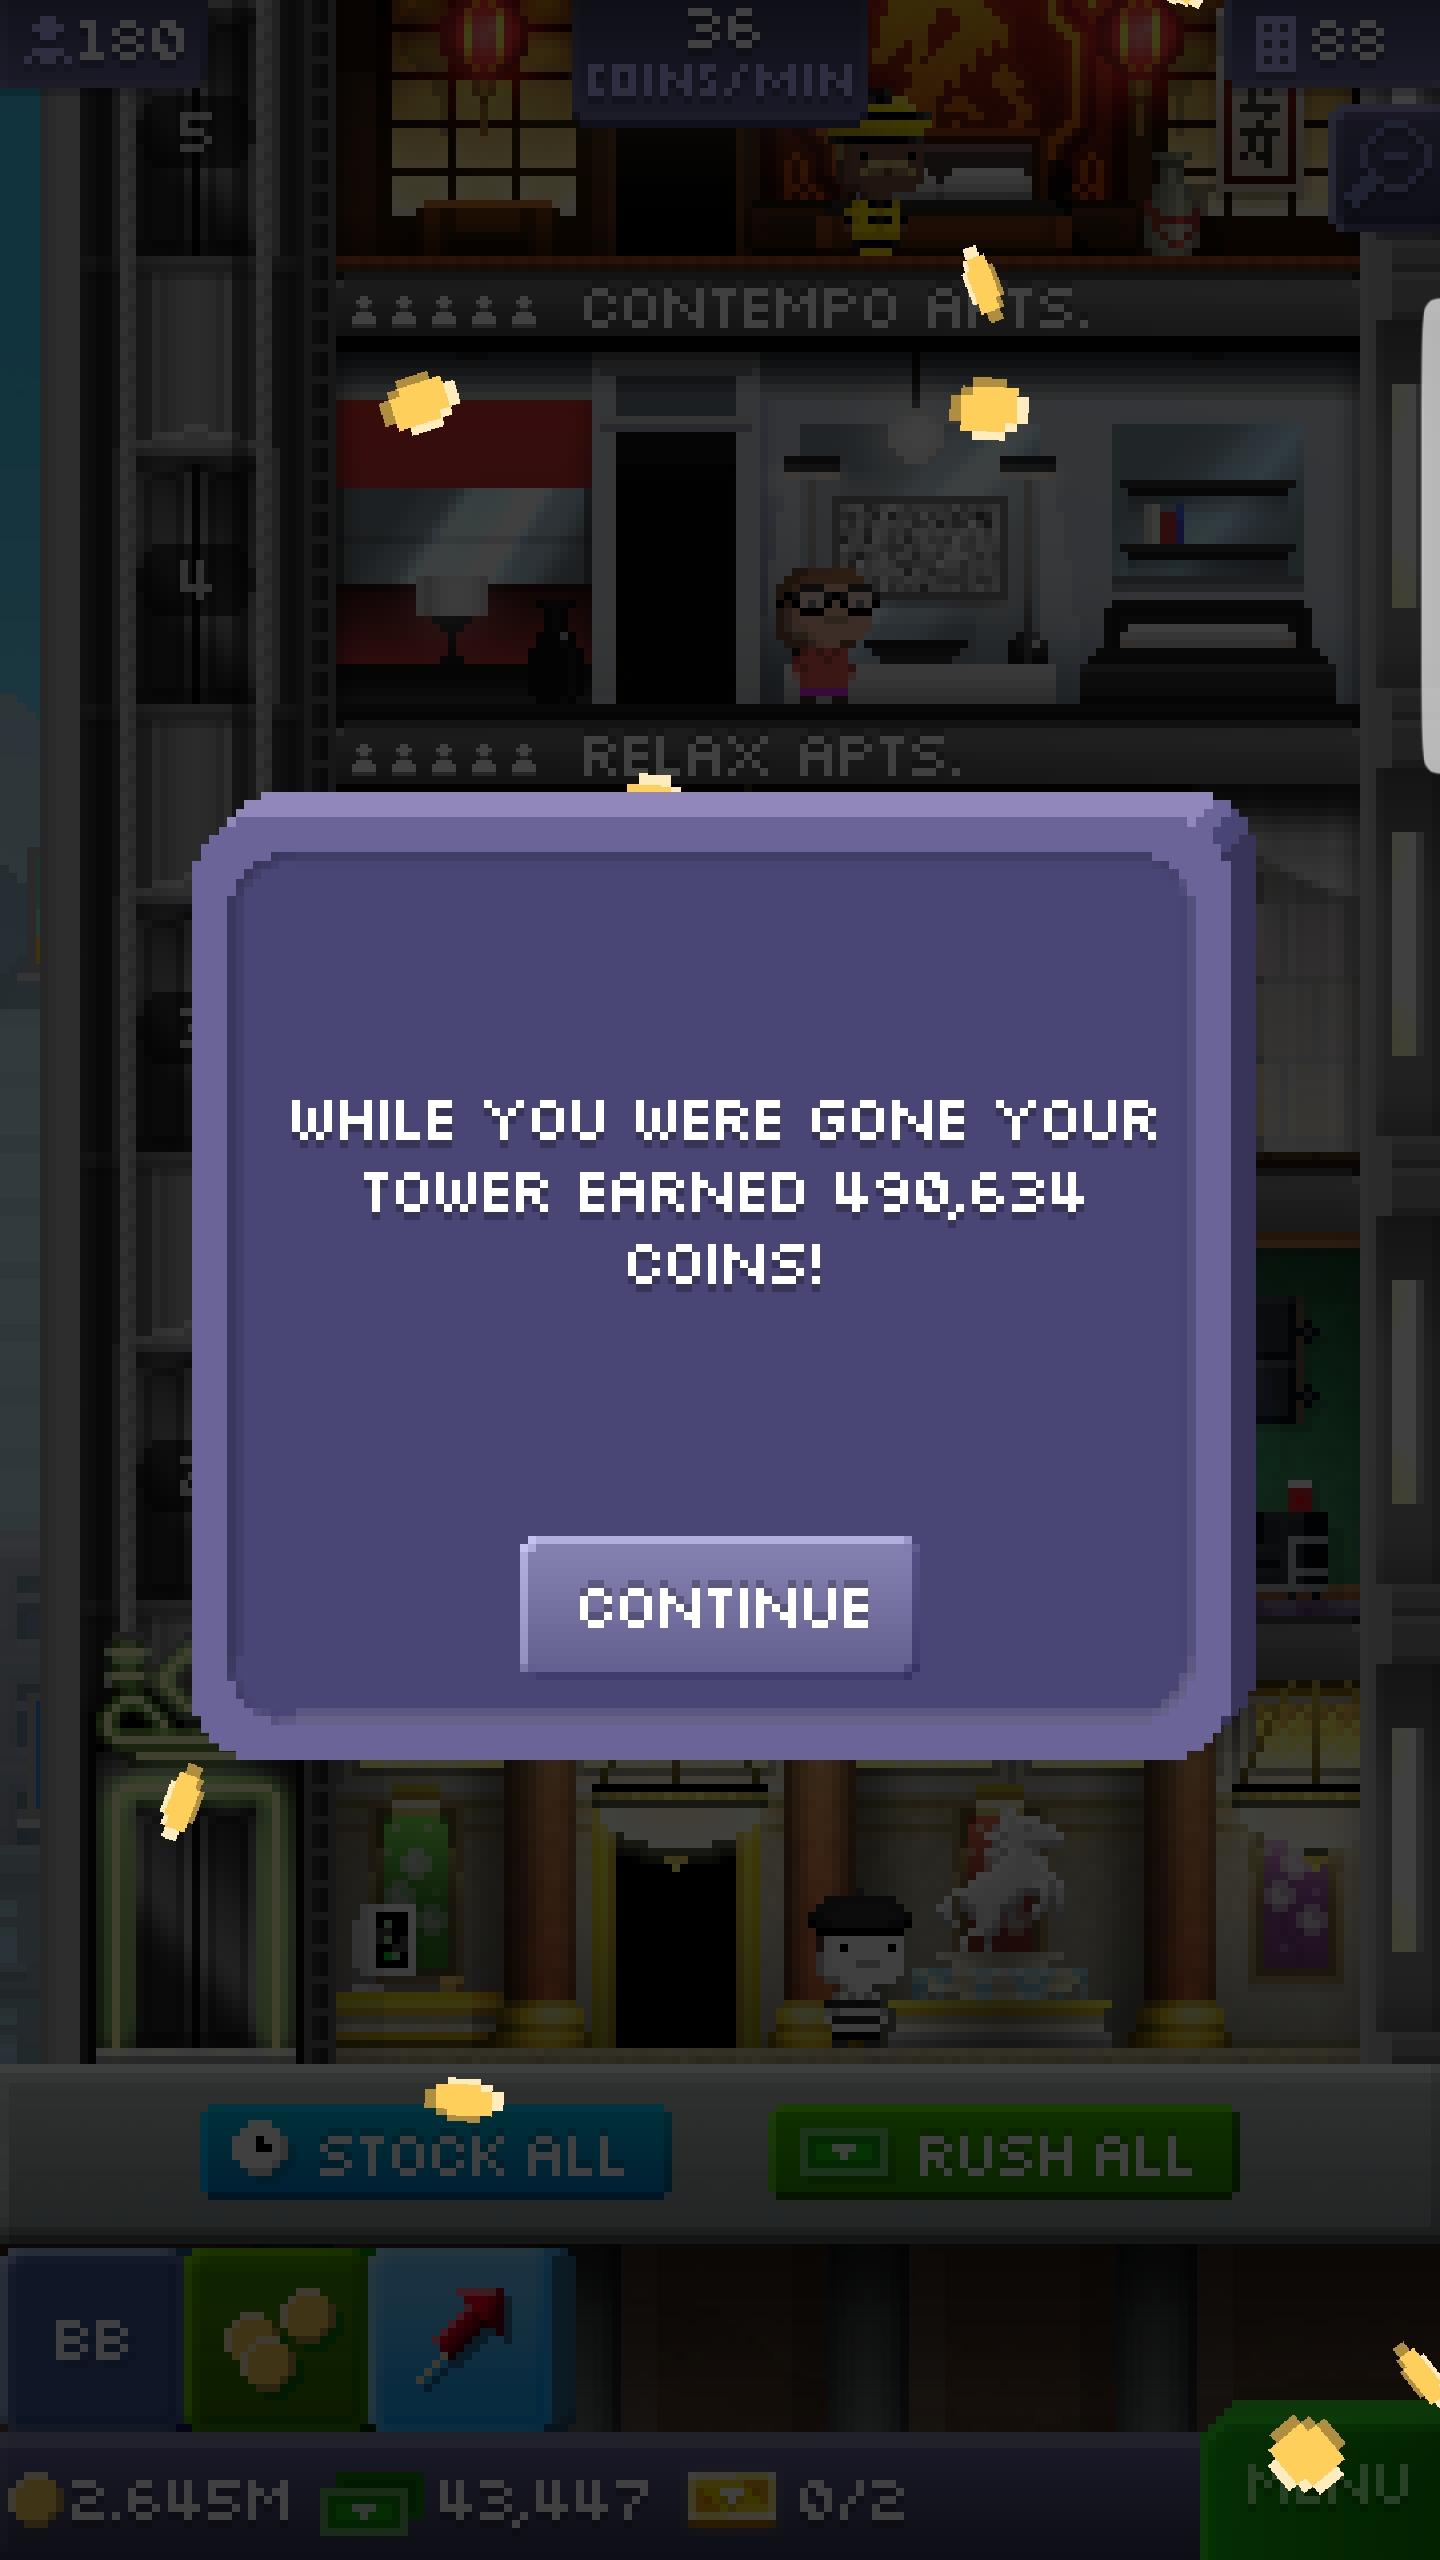 180
36
COINS/MIN
88
5
CONTEMPO APTS.
4
RELAX APTS.
WHILE YOU WERE GONE YOUR
TOWER EARNED 490,634
COINS!
CONTINUE
STOCK ALL
RUSH ALL
BB
2.645M
43,447
0/2
MENU